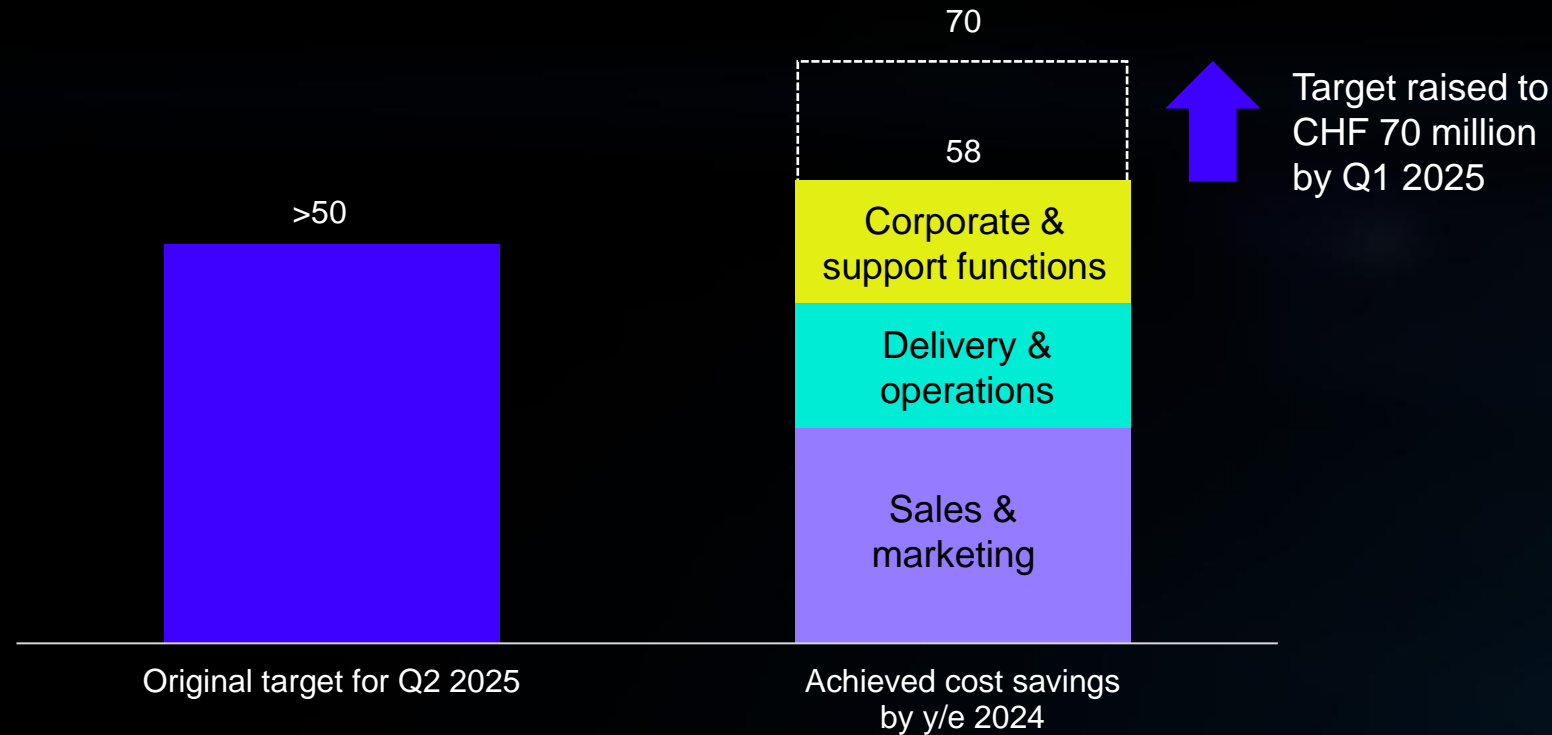 70
Target raised to
CHF 70 million
by Q1 2025
58
>50
Corporate &
support functions
Delivery &
operations
Sales &
marketing
Original target for Q2 2025
Achieved cost savings
by y/e 2024